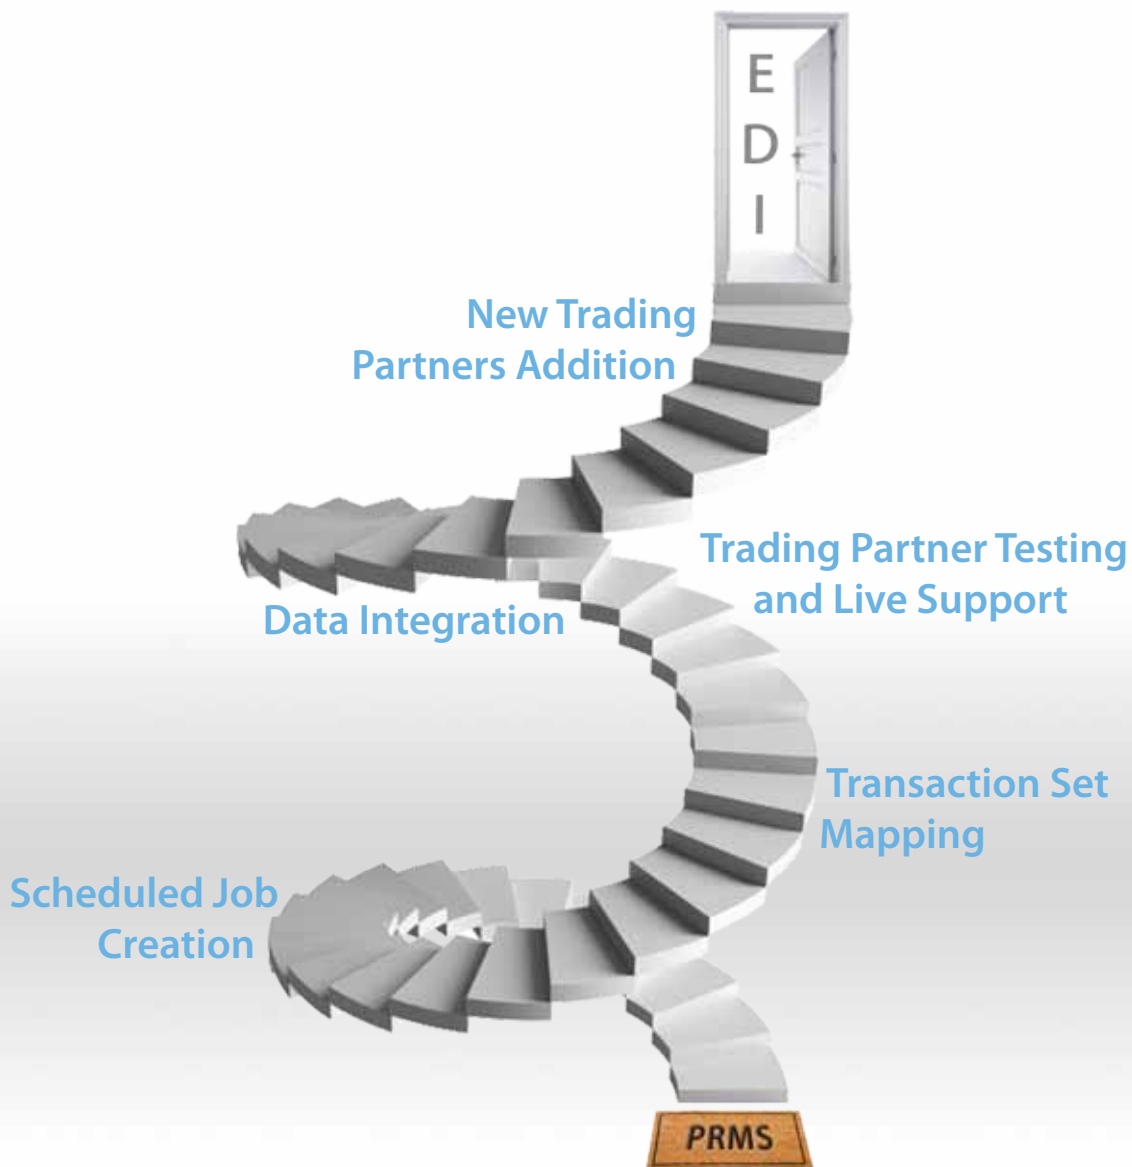 E
D
I
New Trading
Partners Addition
Trading Partner Testing
and Live Support
Data Integration
Transaction Set
Mapping
Scheduled Job
Creation
PRMS